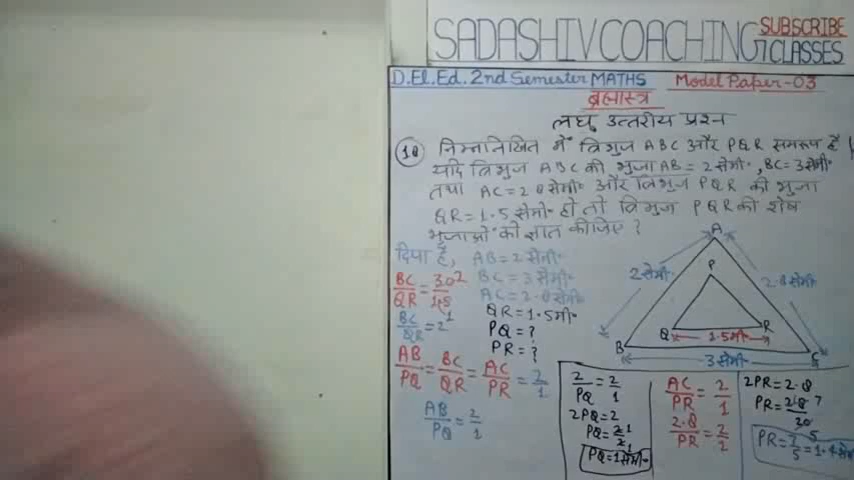 SADASHIV COACHING CLASSES
SUBSCRIBE
D.El.Ed. 2nd Semester MATHS Model Paper-03
ब्रह्मास्त्र
लघु उत्तरीय प्रश्न
10 निम्नलिखित में त्रिभुज ABC और PQR समरूप हैं
यदि त्रिभुज ABC की भुजा AB = 2 सेमी॰, BC = 3 सेमी॰
तथा AC = 2.8 सेमी॰ और त्रिभुज PQR की भुजा
QR = 1.5 सेमी॰ हो तो त्रिभुज PQR की शेष
भुजाओं को ज्ञात कीजिए ?
दिया है, AB = 2 सेमी॰
BC = 3 सेमी॰
AC = 2.8 सेमी॰
QR = 1.5 मी॰
PQ = ?
PR = ?
BC/QR = 30 2/15
BC/QR = 2/1
AB/PQ = BC/QR = AC/PR = 2/1
AB/PQ = 2/1
A
2 सेमी॰
2.8 सेमी॰
P
Q
R
1.5 मी॰
B
C
3 सेमी॰
2/PQ = 2/1
2PQ = 2
PQ = 2/2
PQ = 1 सेमी॰
AC/PR = 2/1
2.8/PR = 2/1
2PR = 2.8
PR = 28/20
PR = 7/5 = 1.4 सेमी॰